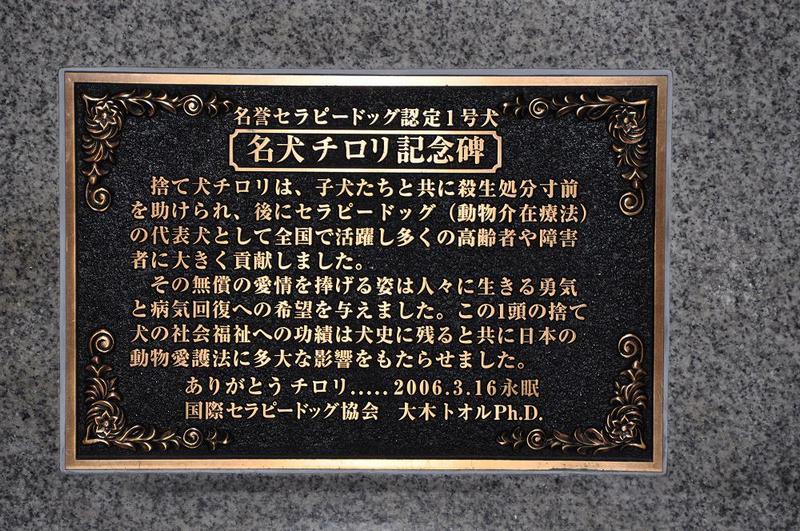 名誉セラピードッグ認定1号犬
名犬チロリ記念碑
捨て犬チロリは、子犬たちと共に殺生処分寸前
を助けられ、後にセラピードッグ（動物介在療法）
の代表犬として全国で活躍し多くの高齢者や障害
者に大きく貢献しました。
その無償の愛情を捧げる姿は人々に生きる勇気
と病気回復への希望を与えました。この1頭の捨て
犬の社会福祉への功績は犬史に残ると共に日本の
動物愛護法に多大な影響をもたらせました。
ありがとう チロリ.....2006.3.16永眠
国際セラピードッグ協会　大木トオルPh.D.